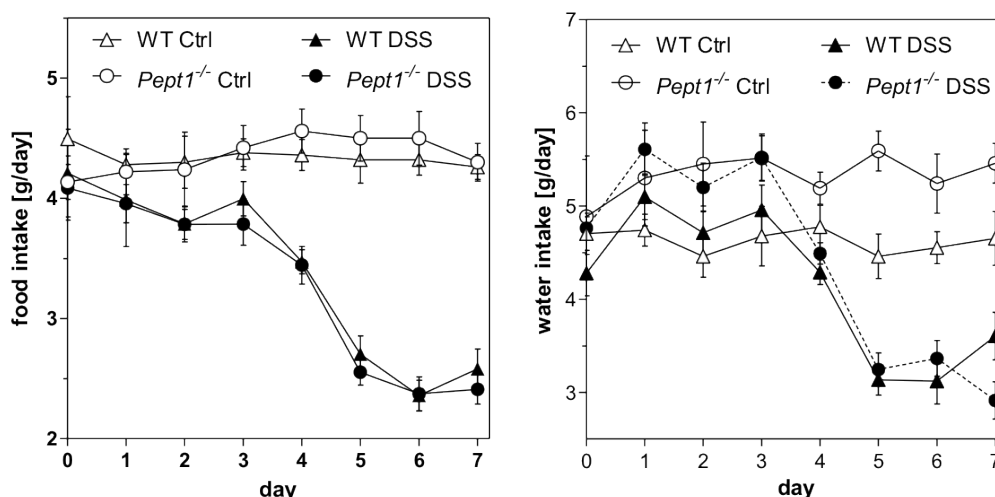 WT Ctrl
WT DSS
Pept1-/- Ctrl
Pept1-/- DSS
food intake [g/day]
5
4
3
2
0 1 2 3 4 5 6 7
day
WT Ctrl
WT DSS
Pept1-/- Ctrl
Pept1-/- DSS
water intake [g/day]
7
6
5
4
3
0 1 2 3 4 5 6 7
day